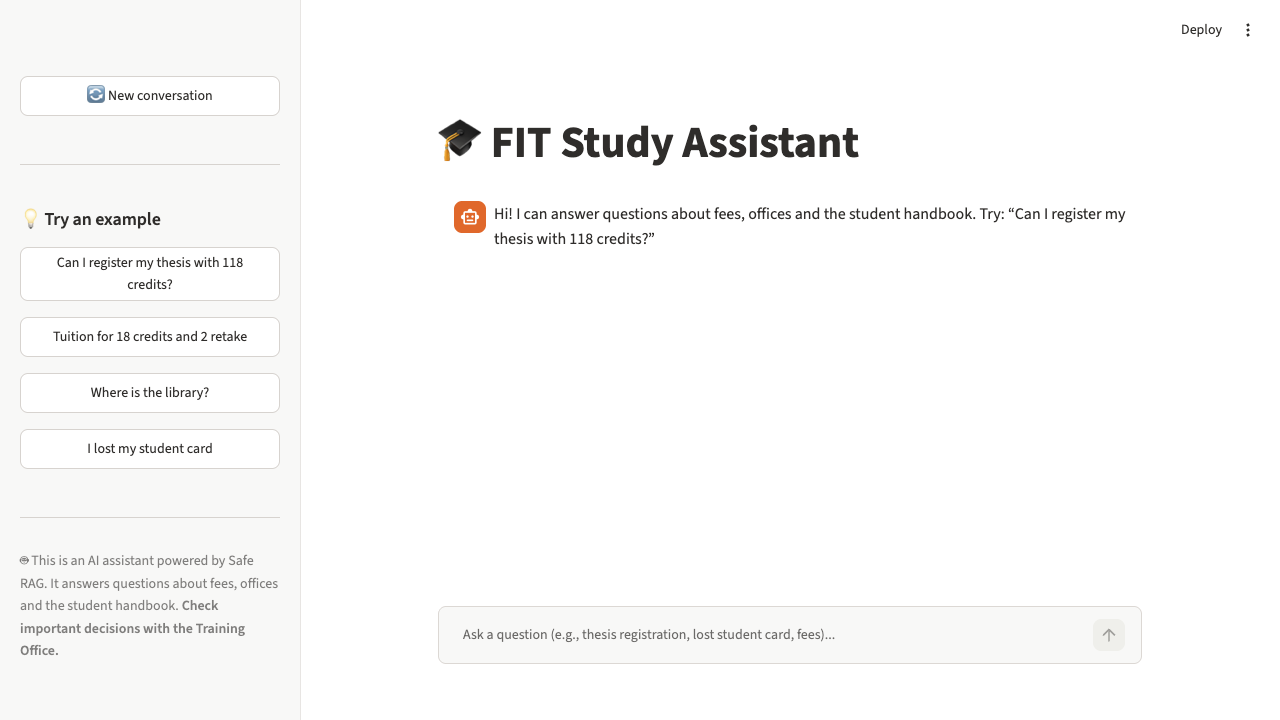 Deploy
New conversation
Try an example
Can I register my thesis with 118
credits?
Tuition for 18 credits and 2 retake
Where is the library?
I lost my student card
This is an AI assistant powered by Safe
RAG. It answers questions about fees, offices
and the student handbook. Check
important decisions with the Training
Office.
FIT Study Assistant
Hi! I can answer questions about fees, offices and the student handbook. Try: “Can I register my
thesis with 118 credits?”
Ask a question (e.g., thesis registration, lost student card, fees)...